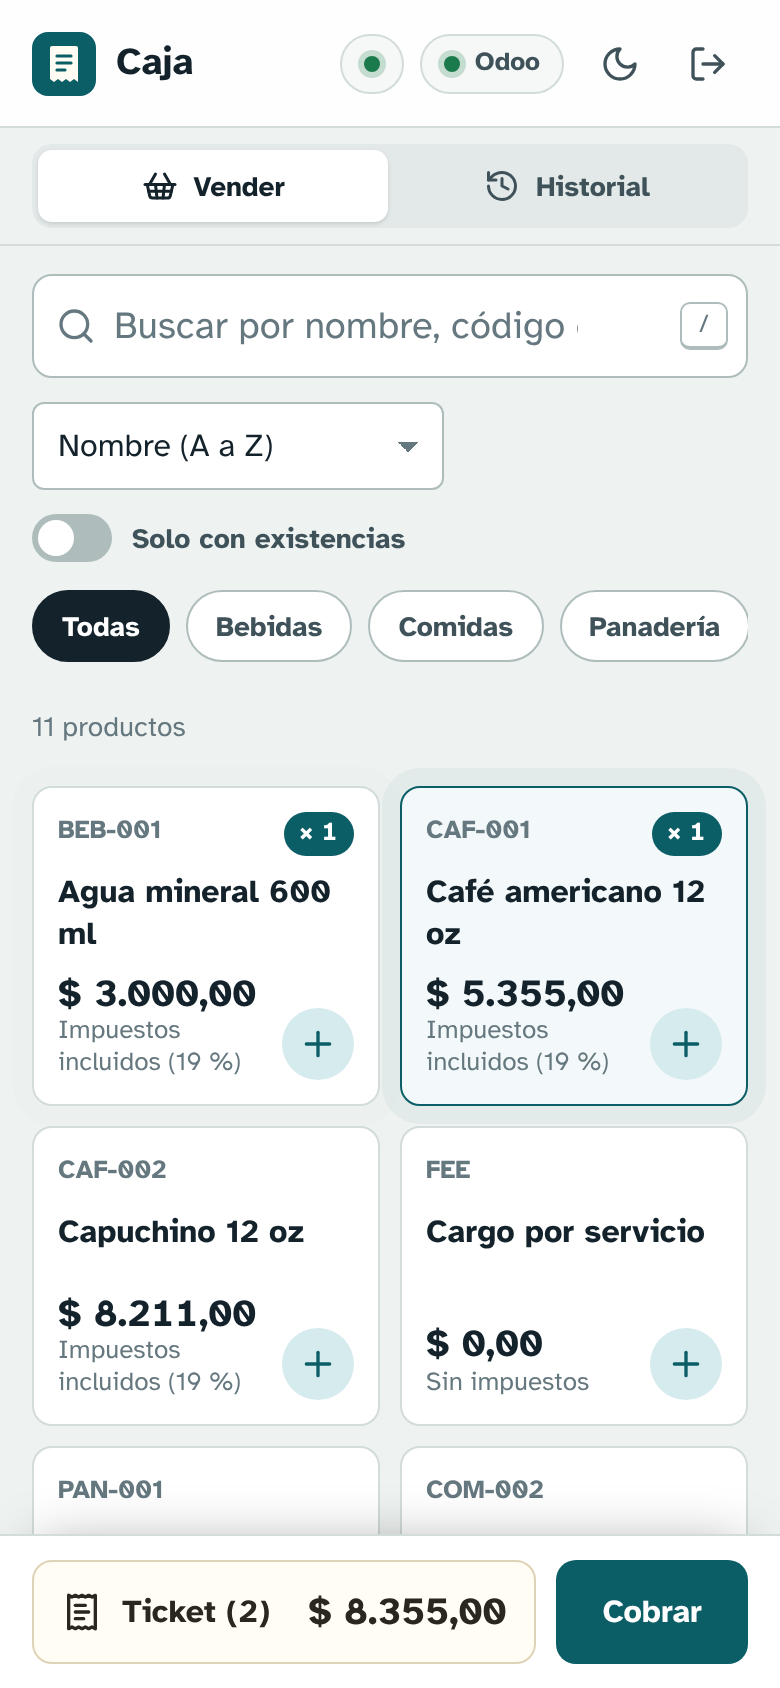 Caja
Odoo
Vender
Historial
Buscar por nombre, código
/
Nombre (A a Z)
Solo con existencias
Todas
Bebidas
Comidas
Panadería
11 productos
BEB-001
× 1
Agua mineral 600
ml
$ 3.000,00
Impuestos
incluidos (19 %)
CAF-001
× 1
Café americano 12
oz
$ 5.355,00
Impuestos
incluidos (19 %)
CAF-002
Capuchino 12 oz
$ 8.211,00
Impuestos
incluidos (19 %)
FEE
Cargo por servicio
$ 0,00
Sin impuestos
PAN-001
COM-002
Ticket (2)
$ 8.355,00
Cobrar